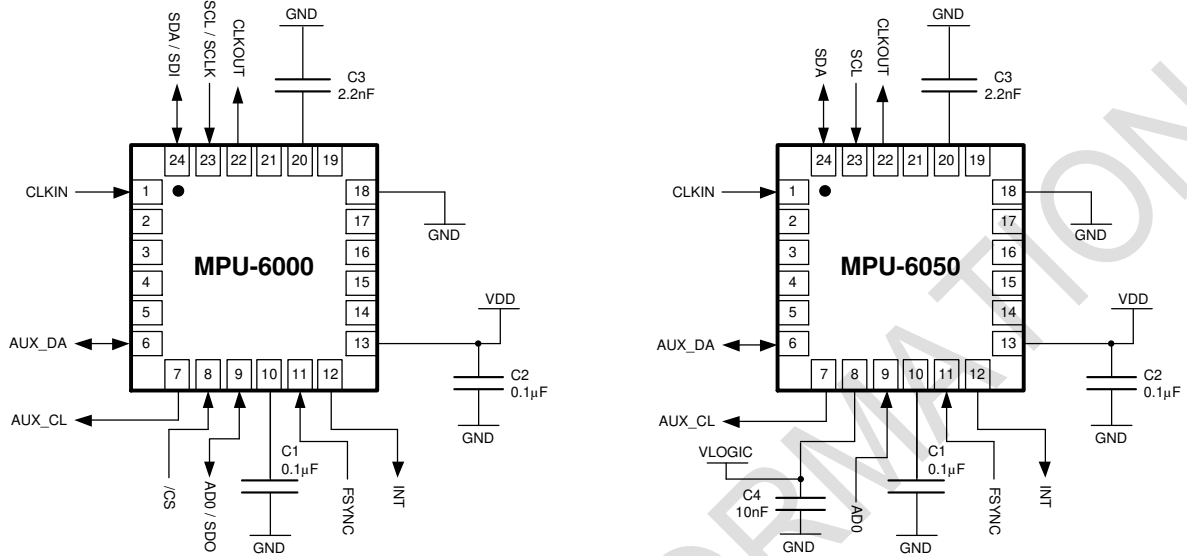 GND
SDA / SDI
SCL / SCLK
CLKOUT
C3
2.2nF
24 23 22 21 20 19
CLKIN
1
2
3
4
5
6
18
17
16
15
14
13
GND
MPU-6000
VDD
AUX_DA
7 8 9 10 11 12
C2
0.1µF
GND
AUX_CL
/CS
AD0 / SDO
C1
0.1µF
GND
FSYNC
INT
GND
SDA
SCL
CLKOUT
C3
2.2nF
24 23 22 21 20 19
CLKIN
1
2
3
4
5
6
18
17
16
15
14
13
GND
MPU-6050
VDD
AUX_DA
7 8 9 10 11 12
C2
0.1µF
GND
AUX_CL
VLOGIC
C4
10nF
GND
AD0
C1
0.1µF
GND
FSYNC
INT
ORMATION